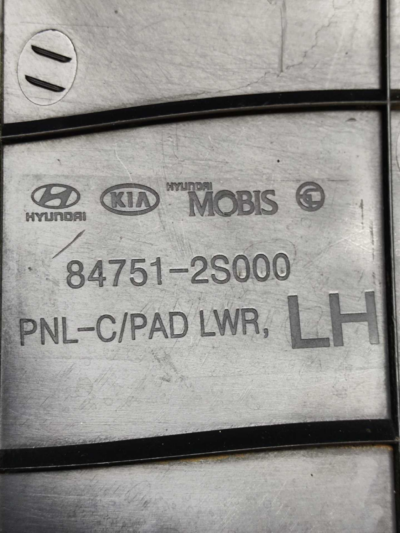 HYUNDAI KIA HYUNDAI MOBIS
84751-2S000
PNL-C/PAD LWR, LH